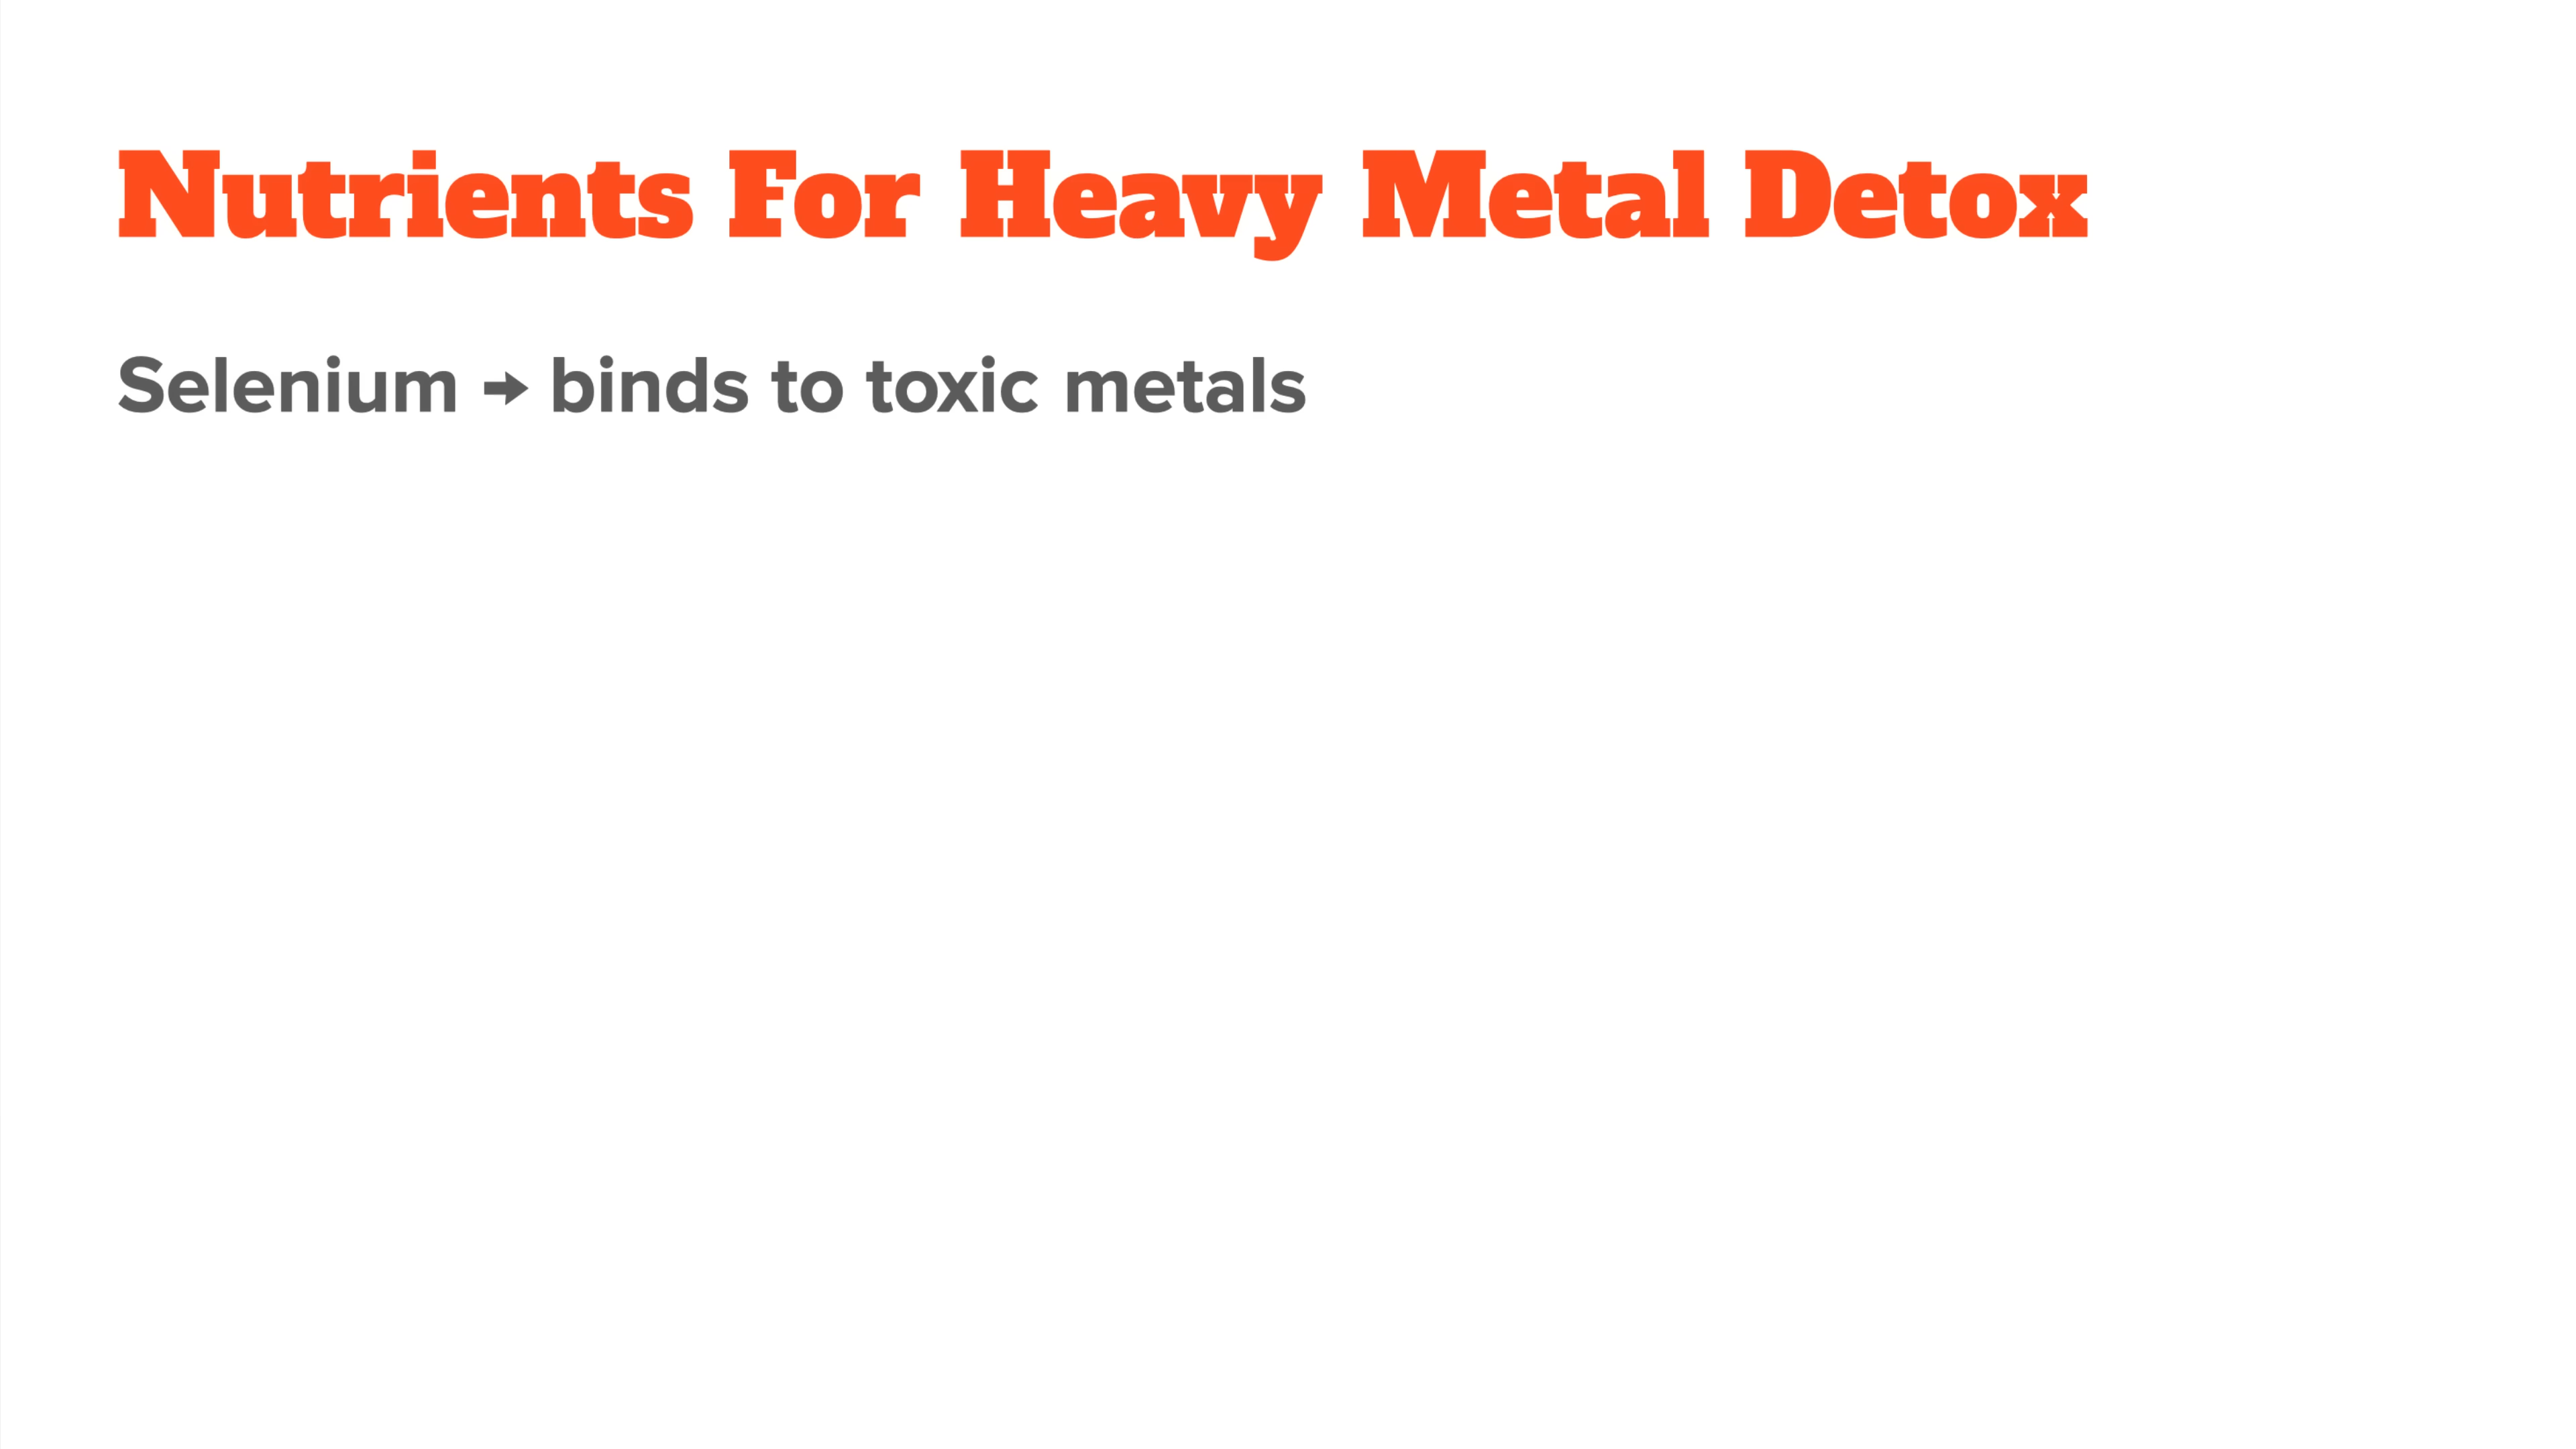 Nutrients For Heavy Metal Detox
Selenium → binds to toxic metals